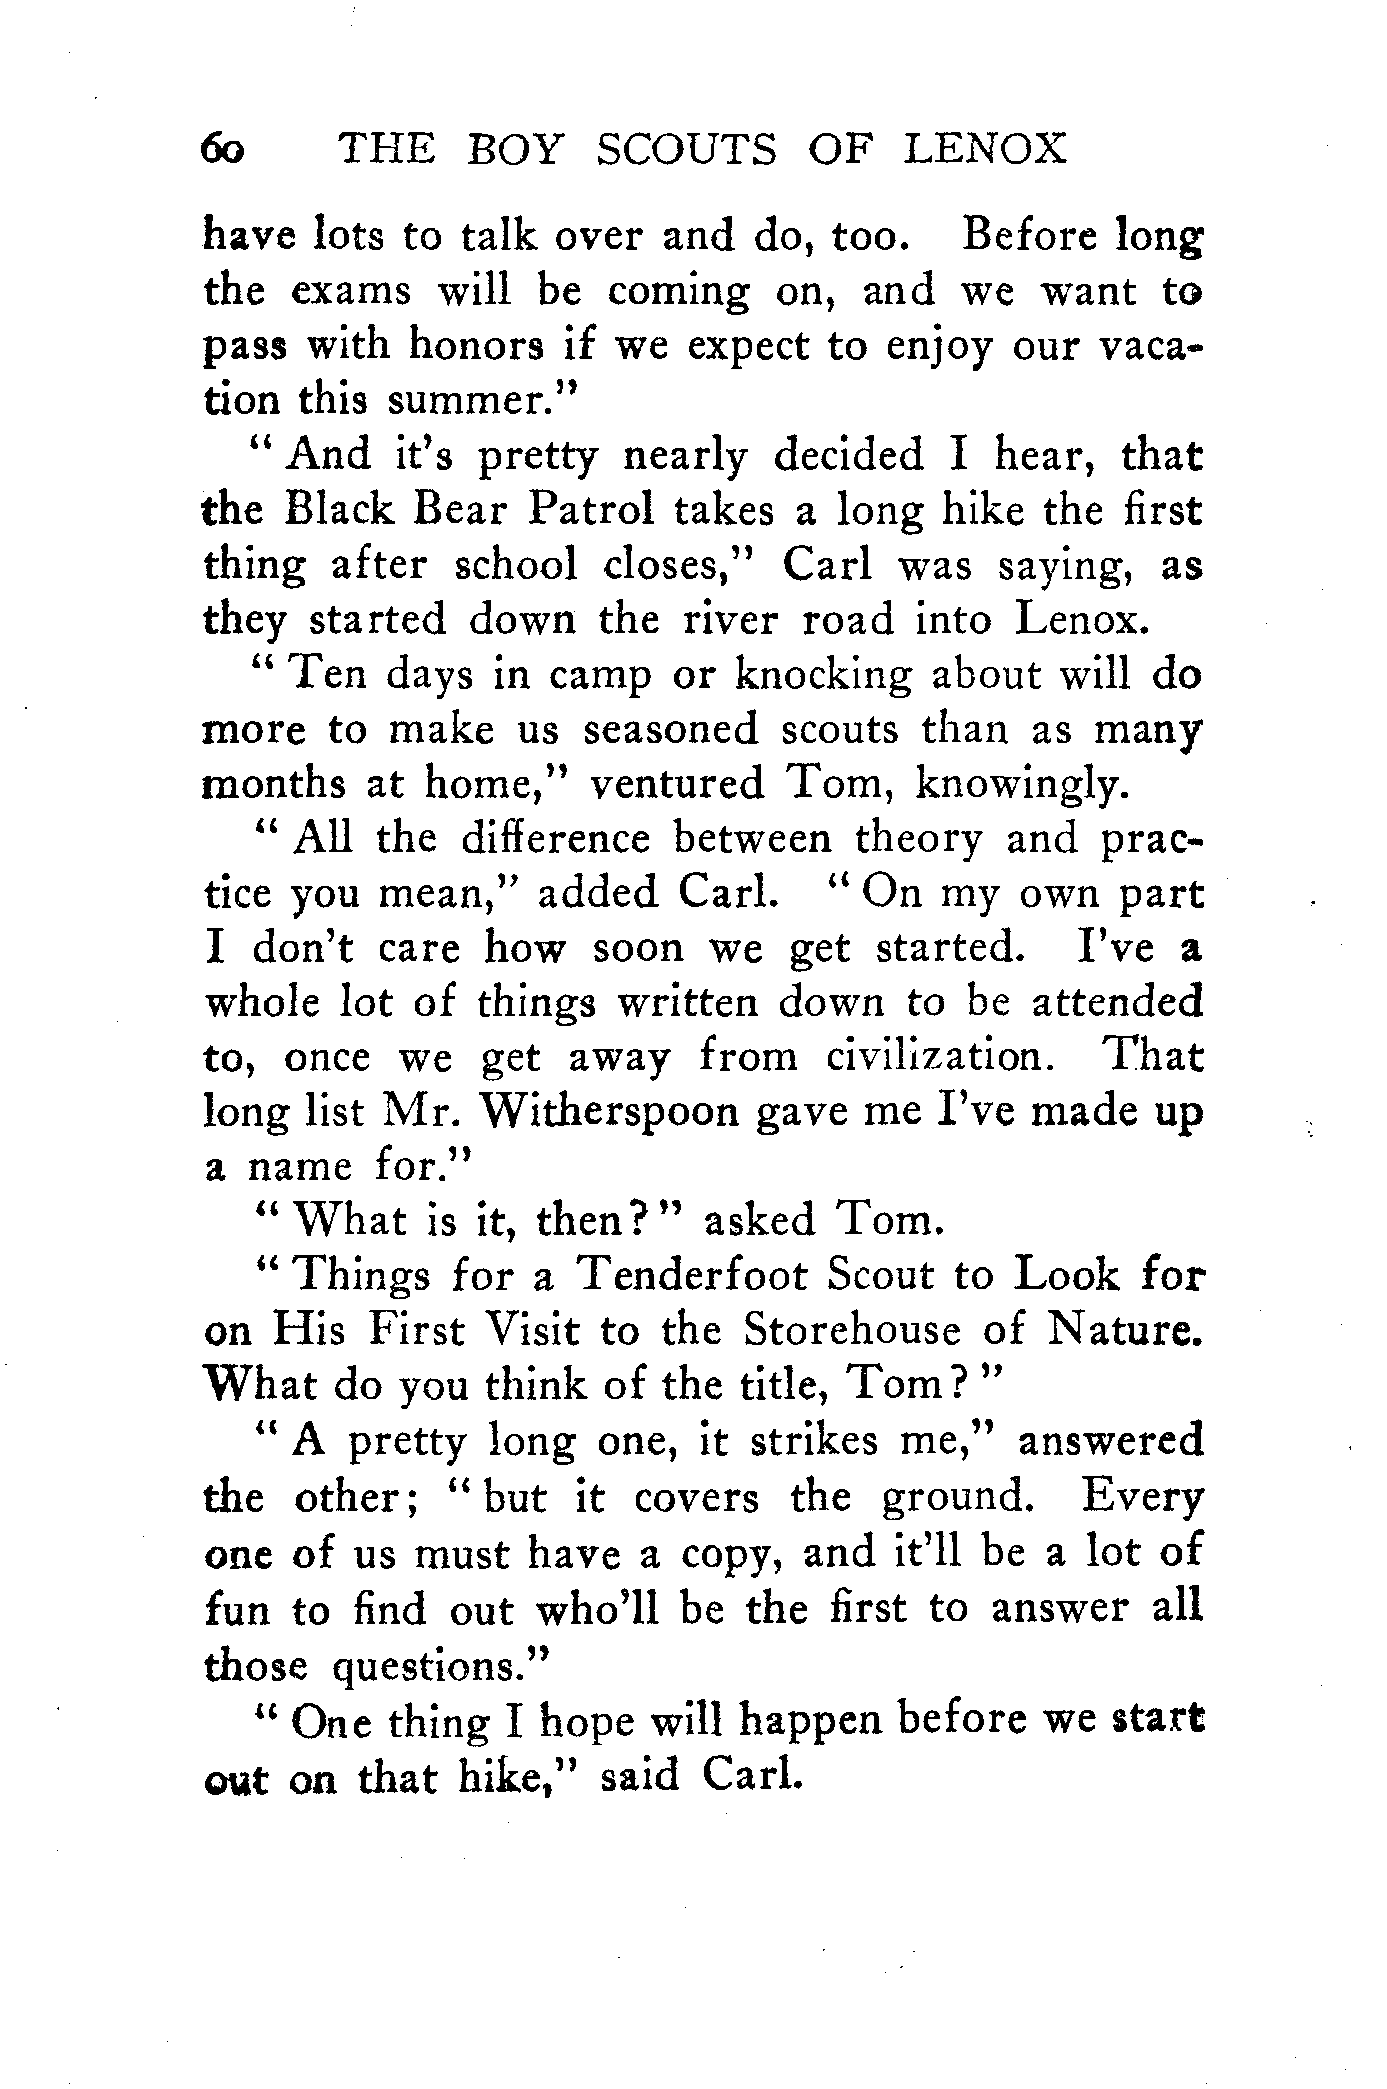 60 THE BOY SCOUTS OF LENOX
have lots to talk over and do, too. Before long
the exams will be coming on, and we want to
pass with honors if we expect to enjoy our vaca-
tion this summer."
" And it's pretty nearly decided I hear, that
the Black Bear Patrol takes a long hike the first
thing after school closes," Carl was saying, as
they started down the river road into Lenox.
" Ten days in camp or knocking about will do
more to make us seasoned scouts than as many
months at home," ventured Tom, knowingly.
" All the difference between theory and prac-
tice you mean," added Carl. " On my own part
I don't care how soon we get started. I've a
whole lot of things written down to be attended
to, once we get away from civilization. That
long list Mr. Witherspoon gave me I've made up
a name for."
" What is it, then? " asked Tom.
" Things for a Tenderfoot Scout to Look for
on His First Visit to the Storehouse of Nature.
What do you think of the title, Tom? "
" A pretty long one, it strikes me," answered
the other; " but it covers the ground. Every
one of us must have a copy, and it'll be a lot of
fun to find out who'll be the first to answer all
those questions."
" One thing I hope will happen before we start
out on that hike," said Carl.